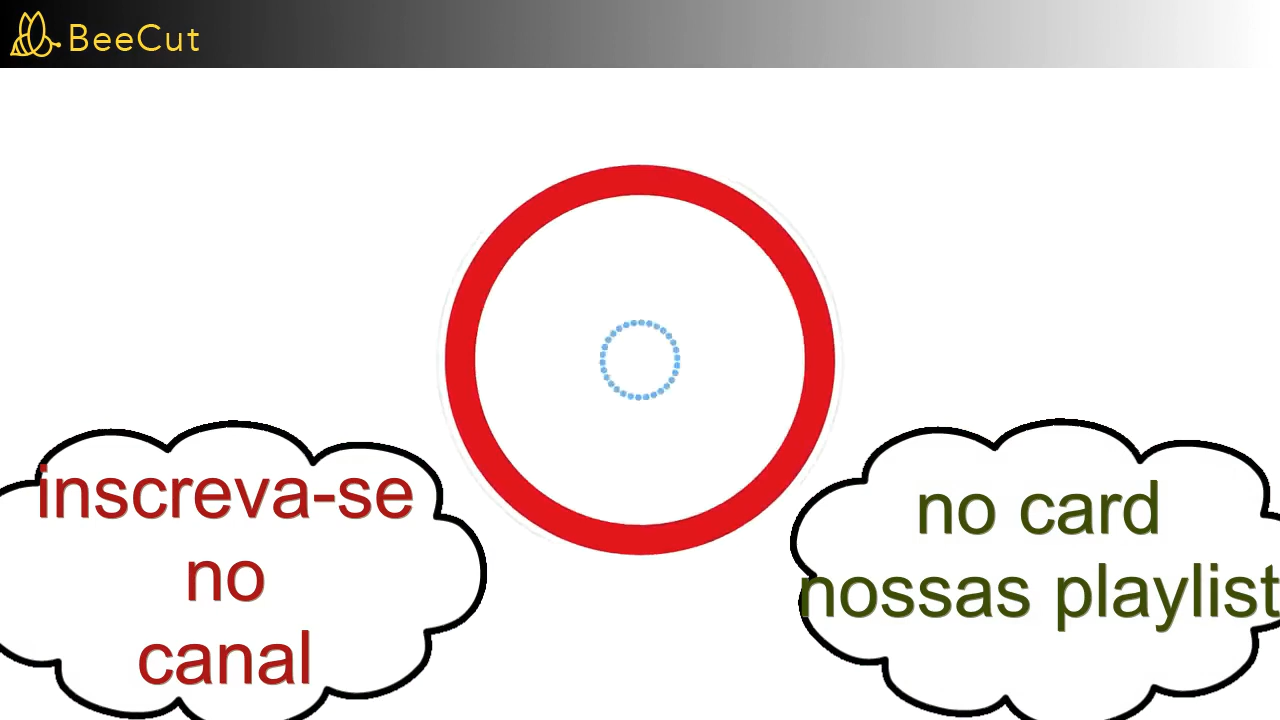 BeeCut
inscreva-se
no
canal
no card
nossas playlist